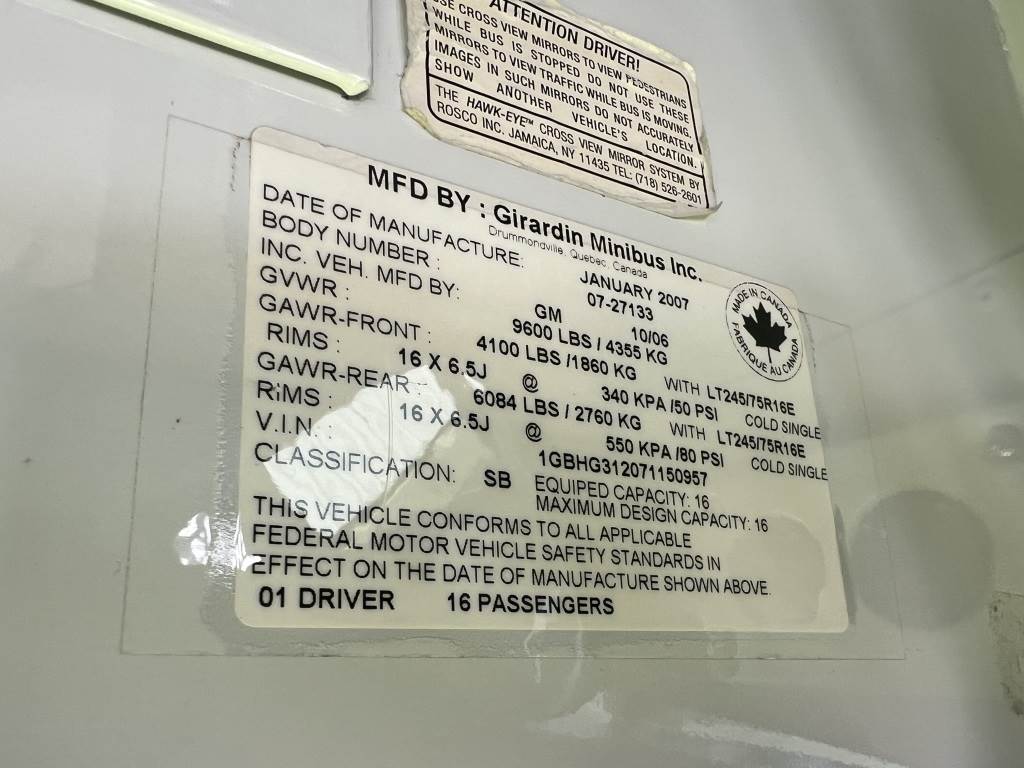 ATTENTION DRIVER!
USE CROSS VIEW MIRRORS TO VIEW PEDESTRIANS
WHILE BUS IS STOPPED DO NOT USE THESE
MIRRORS TO VIEW TRAFFIC WHILE BUS IS MOVING.
IMAGES IN SUCH MIRRORS DO NOT ACCURATELY
SHOW ANOTHER VEHICLE'S LOCATION.
THE HAWK-EYE™ CROSS VIEW MIRROR SYSTEM BY
ROSCO INC. JAMAICA, NY 11435 TEL: (718) 526-2601
MFD BY : Girardin Minibus Inc.
Drummondville, Quebec, Canada
DATE OF MANUFACTURE: JANUARY 2007
BODY NUMBER : 07-27133
INC. VEH. MFD BY: GM 10/06
GVWR : 9600 LBS / 4355 KG
GAWR-FRONT : 4100 LBS /1860 KG WITH LT245/75R16E
RIMS : 16 X 6.5J @ 340 KPA /50 PSI COLD SINGLE
GAWR-REAR : 6084 LBS / 2760 KG WITH LT245/75R16E
RIMS : 16 X 6.5J @ 550 KPA /80 PSI COLD SINGLE
V.I.N. : 1GBHG312071150957
CLASSIFICATION: SB EQUIPED CAPACITY: 16
MAXIMUM DESIGN CAPACITY: 16
THIS VEHICLE CONFORMS TO ALL APPLICABLE
FEDERAL MOTOR VEHICLE SAFETY STANDARDS IN
EFFECT ON THE DATE OF MANUFACTURE SHOWN ABOVE.
01 DRIVER 16 PASSENGERS
MADE IN CANADA
FABRIQUE AU CANADA